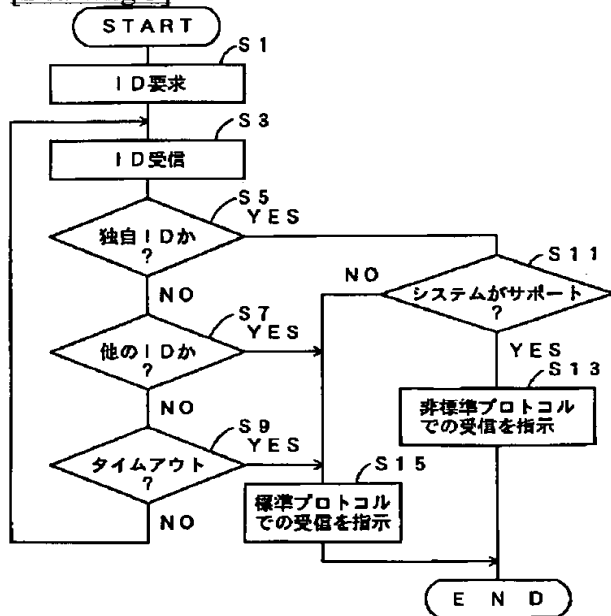 START
S1
ID要求
S3
ID受信
S5
YES
独自IDか
?
NO
S11
NO
システムがサポート
?
YES
S7
YES
他のIDか
?
NO
S13
非標準プロトコル
での受信を指示
S9
YES
タイムアウト
?
NO
S15
標準プロトコル
での受信を指示
END